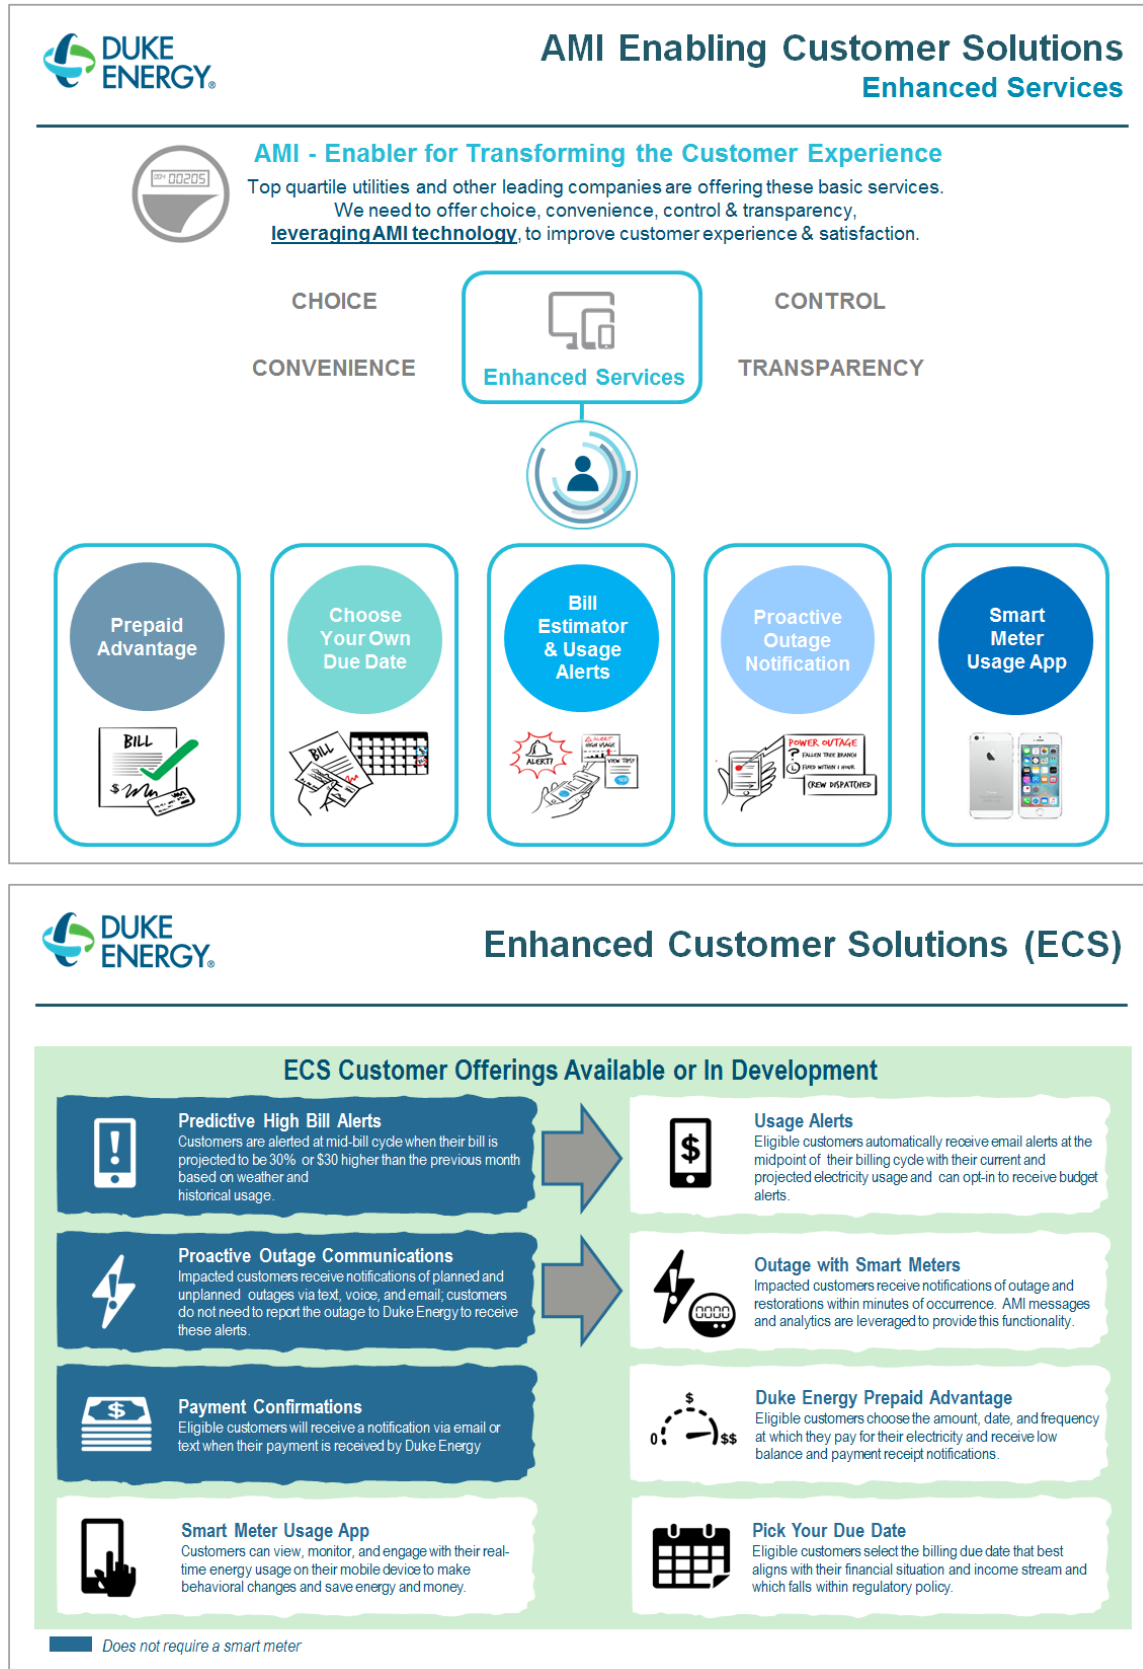 DUKE
ENERGY®
AMI Enabling Customer Solutions
Enhanced Services
AMI - Enabler for Transforming the Customer Experience
004 00205
Top quartile utilities and other leading companies are offering these basic services.
We need to offer choice, convenience, control & transparency,
leveraging AMI technology, to improve customer experience & satisfaction.
CHOICE
CONTROL
CONVENIENCE
TRANSPARENCY
Enhanced Services
Prepaid
Advantage
Choose
Your Own
Due Date
Bill
Estimator
& Usage
Alerts
Proactive
Outage
Notification
Smart
Meter
Usage App
BILL
$
BILL
ALERT!
ALERT
HIGH USAGE
VIEW TIPS!
POWER OUTAGE
? FALLEN TREE BRANCH
FIXED WITHIN 1 HOUR
CREW DISPATCHED
DUKE
ENERGY®
Enhanced Customer Solutions (ECS)
ECS Customer Offerings Available or In Development
Predictive High Bill Alerts
Customers are alerted at mid-bill cycle when their bill is
projected to be 30% or $30 higher than the previous month
based on weather and
historical usage.
Usage Alerts
Eligible customers automatically receive email alerts at the
midpoint of their billing cycle with their current and
projected electricity usage and can opt-in to receive budget
alerts.
Proactive Outage Communications
Impacted customers receive notifications of planned and
unplanned outages via text, voice, and email; customers
do not need to report the outage to Duke Energy to receive
these alerts.
Outage with Smart Meters
Impacted customers receive notifications of outage and
restorations within minutes of occurrence. AMI messages
and analytics are leveraged to provide this functionality.
Payment Confirmations
Eligible customers will receive a notification via email or
text when their payment is received by Duke Energy
Duke Energy Prepaid Advantage
Eligible customers choose the amount, date, and frequency
at which they pay for their electricity and receive low
balance and payment receipt notifications.
0 $ $$
Smart Meter Usage App
Customers can view, monitor, and engage with their real-
time energy usage on their mobile device to make
behavioral changes and save energy and money.
Pick Your Due Date
Eligible customers select the billing due date that best
aligns with their financial situation and income stream and
which falls within regulatory policy.
Does not require a smart meter